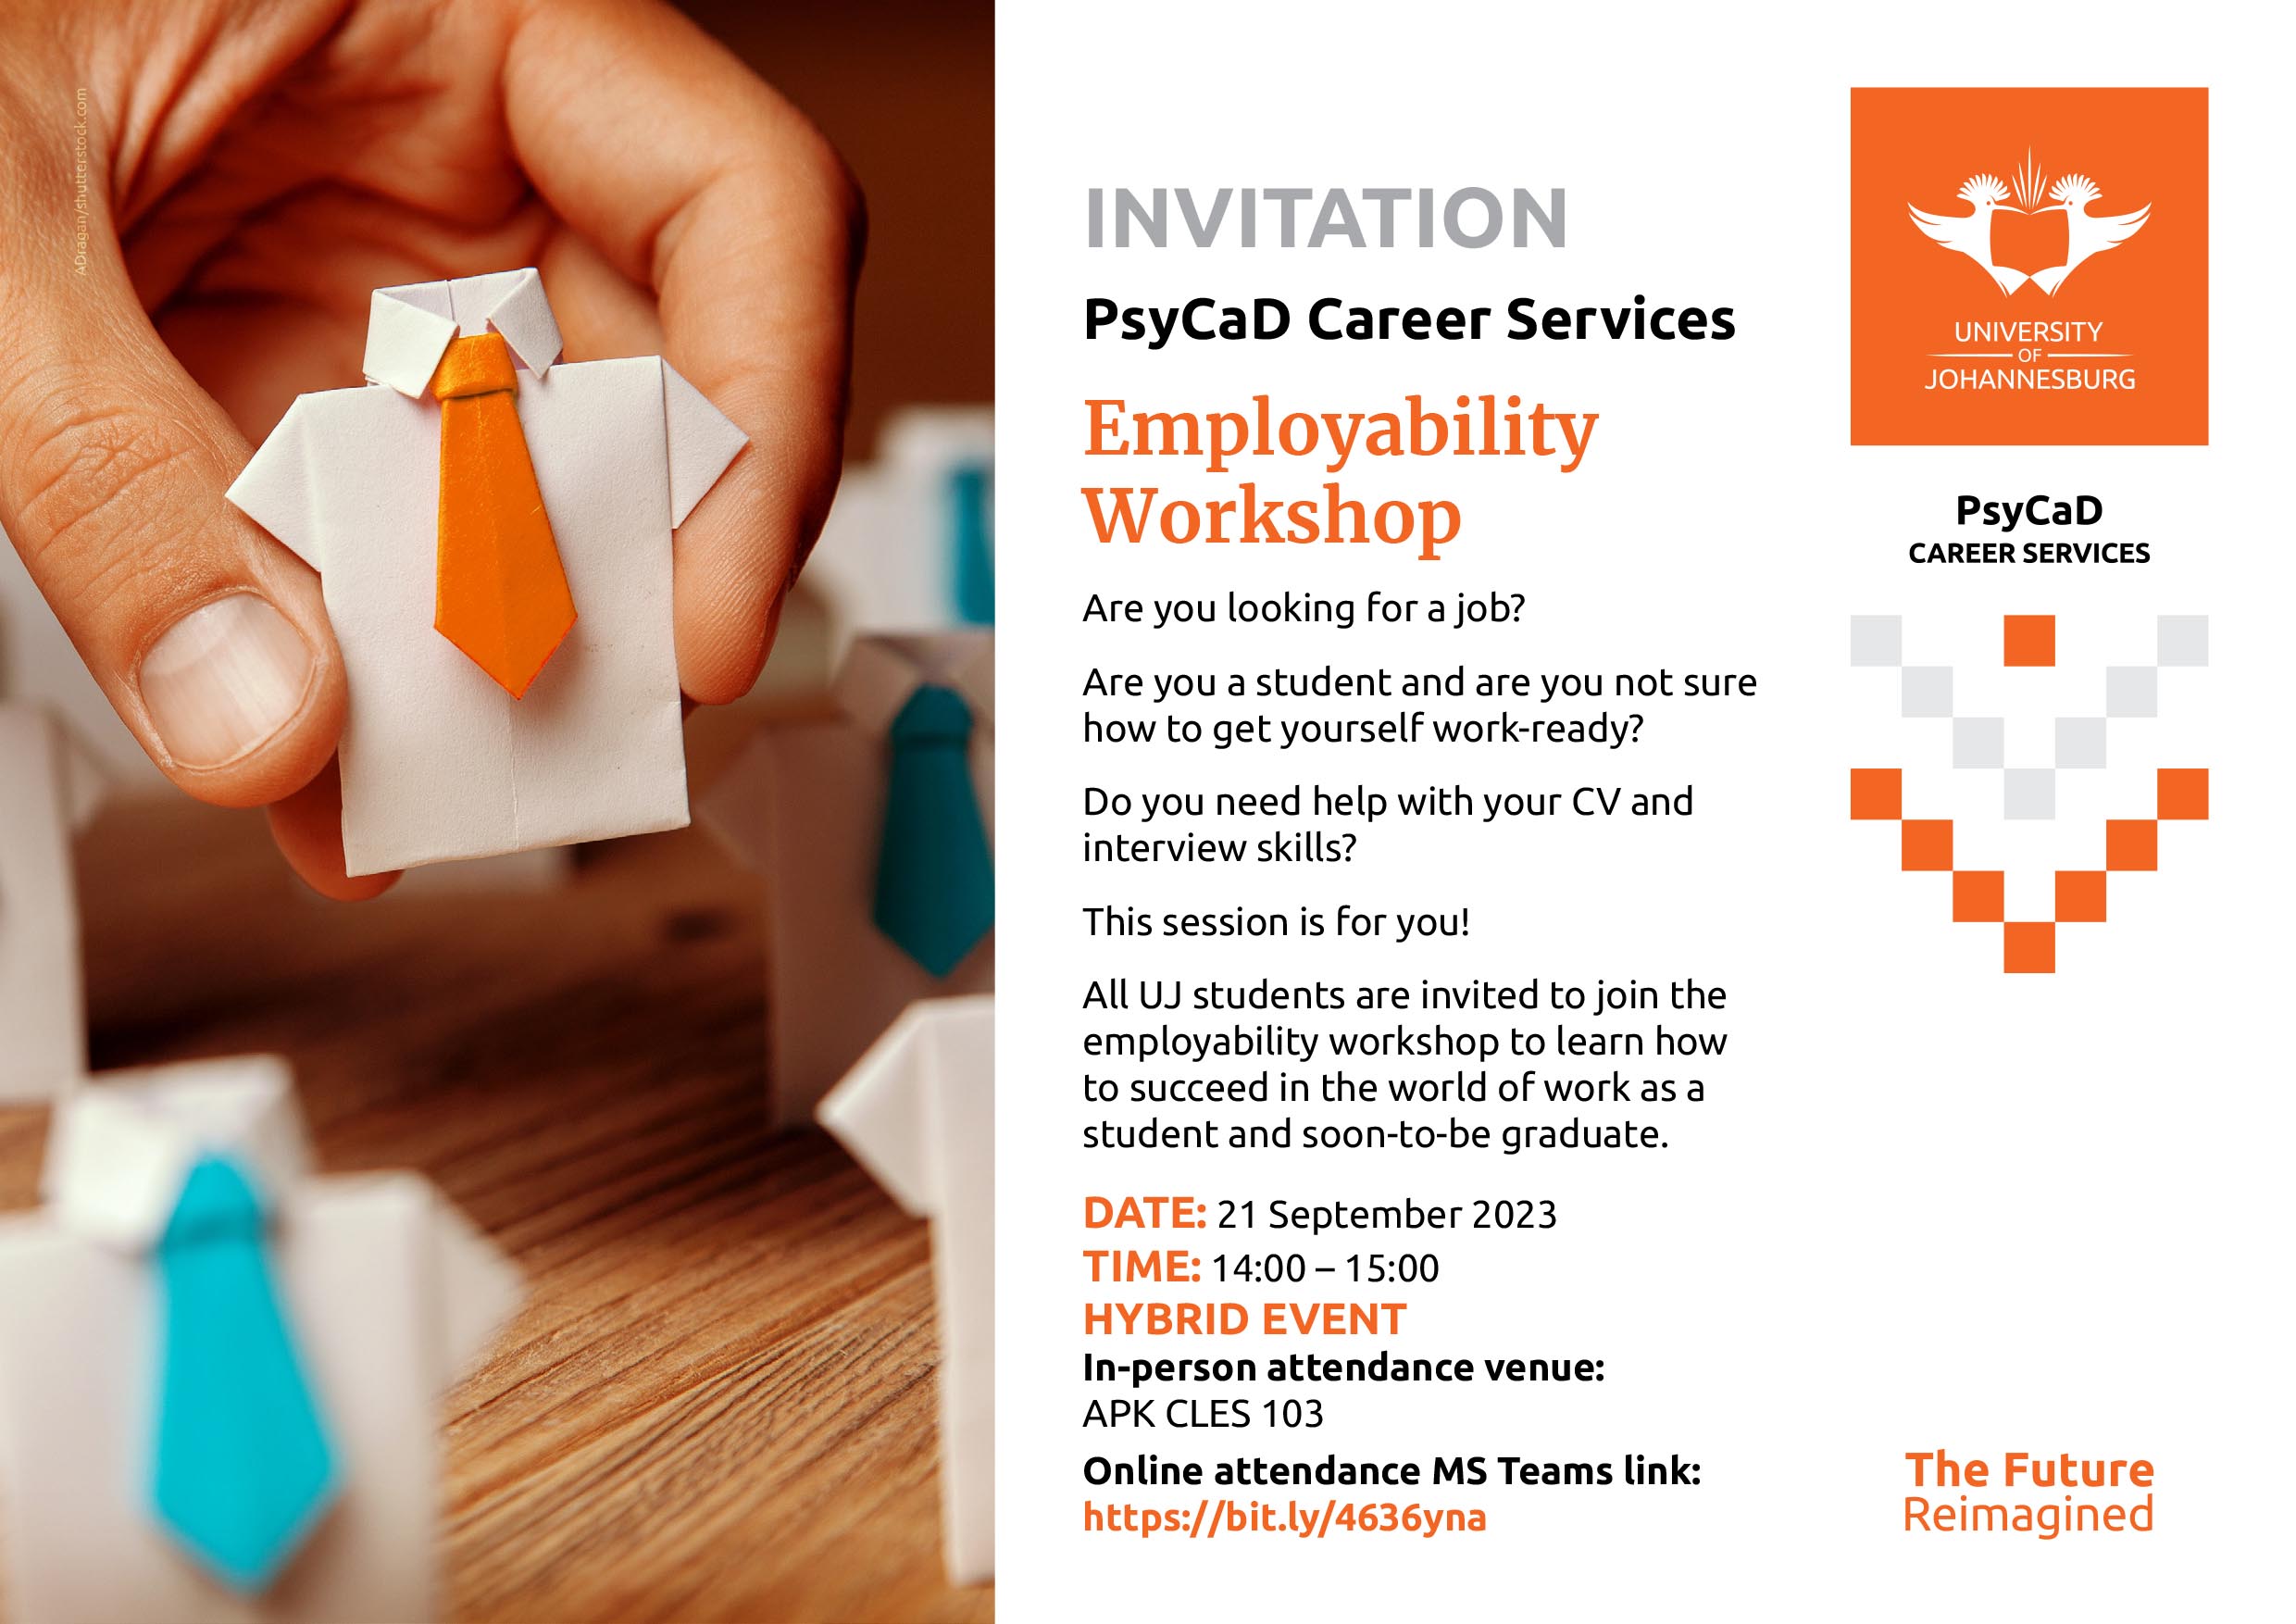 ADragan/shutterstock.com
INVITATION
PsyCaD Career Services
Employability
Workshop
Are you looking for a job?
Are you a student and are you not sure
how to get yourself work-ready?
Do you need help with your CV and
interview skills?
This session is for you!
All UJ students are invited to join the
employability workshop to learn how
to succeed in the world of work as a
student and soon-to-be graduate.
DATE: 21 September 2023
TIME: 14:00 – 15:00
HYBRID EVENT
In-person attendance venue:
APK CLES 103
Online attendance MS Teams link:
https://bit.ly/4636yna
UNIVERSITY
OF
JOHANNESBURG
PsyCaD
CAREER SERVICES
The Future
Reimagined